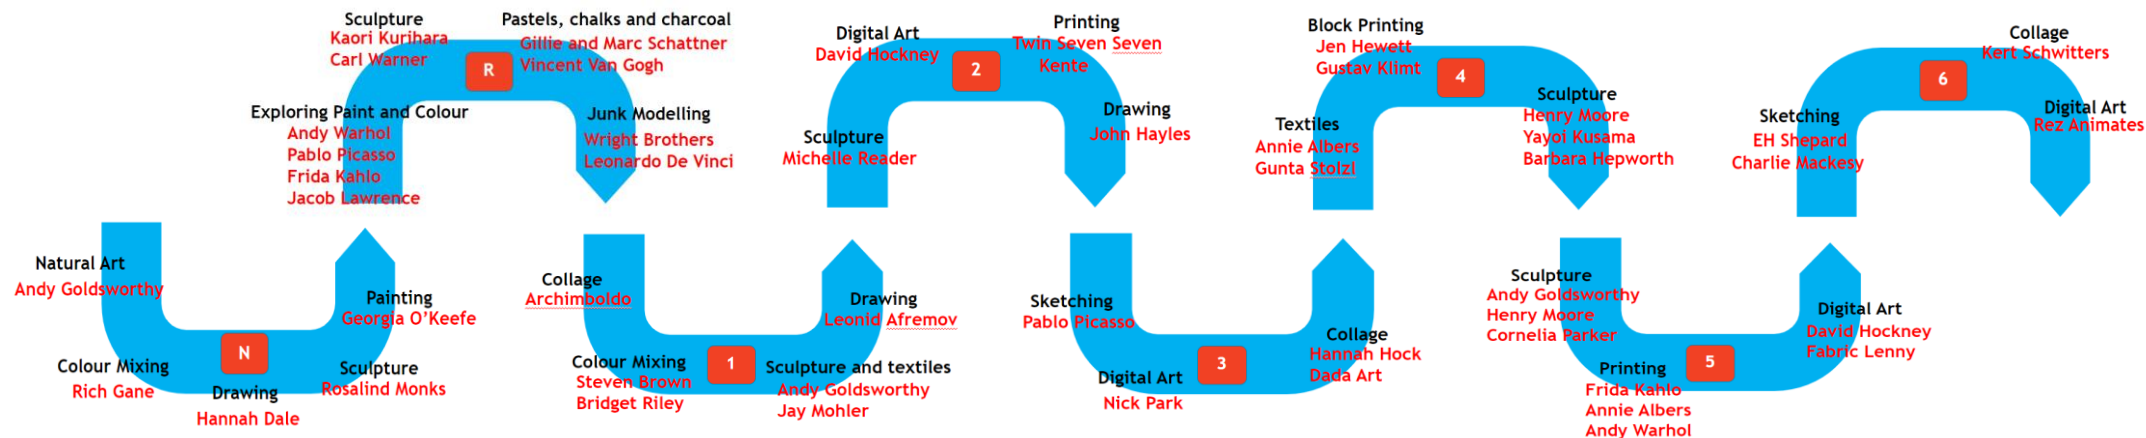 Natural Art
Andy Goldsworthy
Colour Mixing
Rich Gane
N
Drawing
Hannah Dale
Sculpture
Rosalind Monks
Painting
Georgia O'Keefe
Exploring Paint and Colour
Andy Warhol
Pablo Picasso
Frida Kahlo
Jacob Lawrence
Sculpture
Kaori Kurihara
Carl Warner
R
Pastels, chalks and charcoal
Gillie and Marc Schattner
Vincent Van Gogh
Junk Modelling
Wright Brothers
Leonardo De Vinci
Collage
Archimboldo
Colour Mixing
Steven Brown
Bridget Riley
1
Sculpture and textiles
Andy Goldsworthy
Jay Mohler
Drawing
Leonid Afremov
Sculpture
Michelle Reader
Digital Art
David Hockney
2
Printing
Twin Seven Seven
Kente
Drawing
John Hayles
Sketching
Pablo Picasso
Digital Art
Nick Park
3
Collage
Hannah Hock
Dada Art
Textiles
Annie Albers
Gunta Stolzl
Block Printing
Jen Hewett
Gustav Klimt
4
Sculpture
Henry Moore
Yayoi Kusama
Barbara Hepworth
Sculpture
Andy Goldsworthy
Henry Moore
Cornelia Parker
Printing
Frida Kahlo
Annie Albers
Andy Warhol
5
Digital Art
David Hockney
Fabric Lenny
Sketching
EH Shepard
Charlie Mackesy
6
Collage
Kert Schwitters
Digital Art
Rez Animates